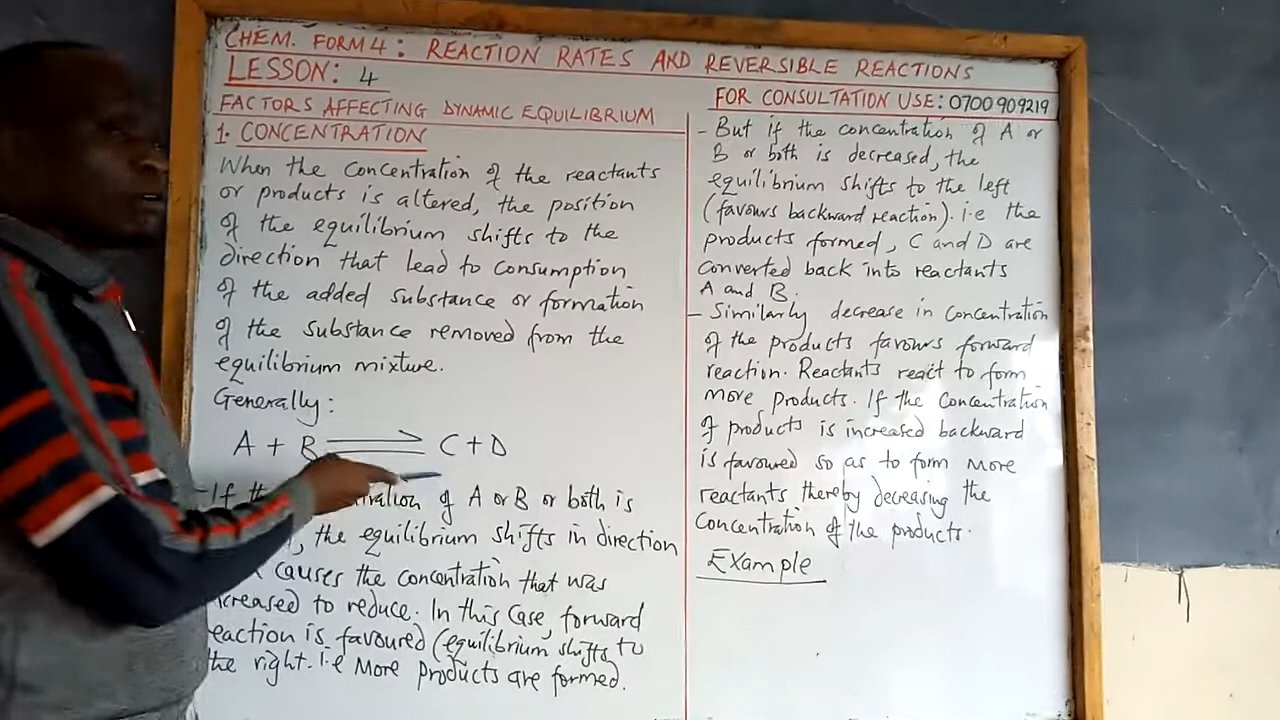 CHEM. FORM 4: REACTION RATES AND REVERSIBLE REACTIONS
LESSON: 4
FACTORS AFFECTING DYNAMIC EQUILIBRIUM
1. CONCENTRATION
When the concentration of the reactants
or products is altered, the position
of the equilibrium shifts to the
direction that lead to consumption
of the added substance or formation
of the substance removed from the
equilibrium mixture.
Generally:
A + B ⇌ C + D
- If of A or B or both is
, the equilibrium shifts in direction
causes the concentration that was
increased to reduce. In this case, forward
reaction is favoured (equilibrium shifts to
the right. i.e More products are formed.
FOR CONSULTATION USE: 0700 909219
- But if the concentration of A or
B or both is decreased, the
equilibrium shifts to the left
(favours backward reaction). i.e the
products formed, C and D are
converted back into reactants
A and B.
- Similarly decrease in concentration
of the products favours forward
reaction. Reactants react to form
more products. If the concentration
of products is increased backward
is favoured so as to form more
reactants thereby decreasing the
concentration of the products.
Example